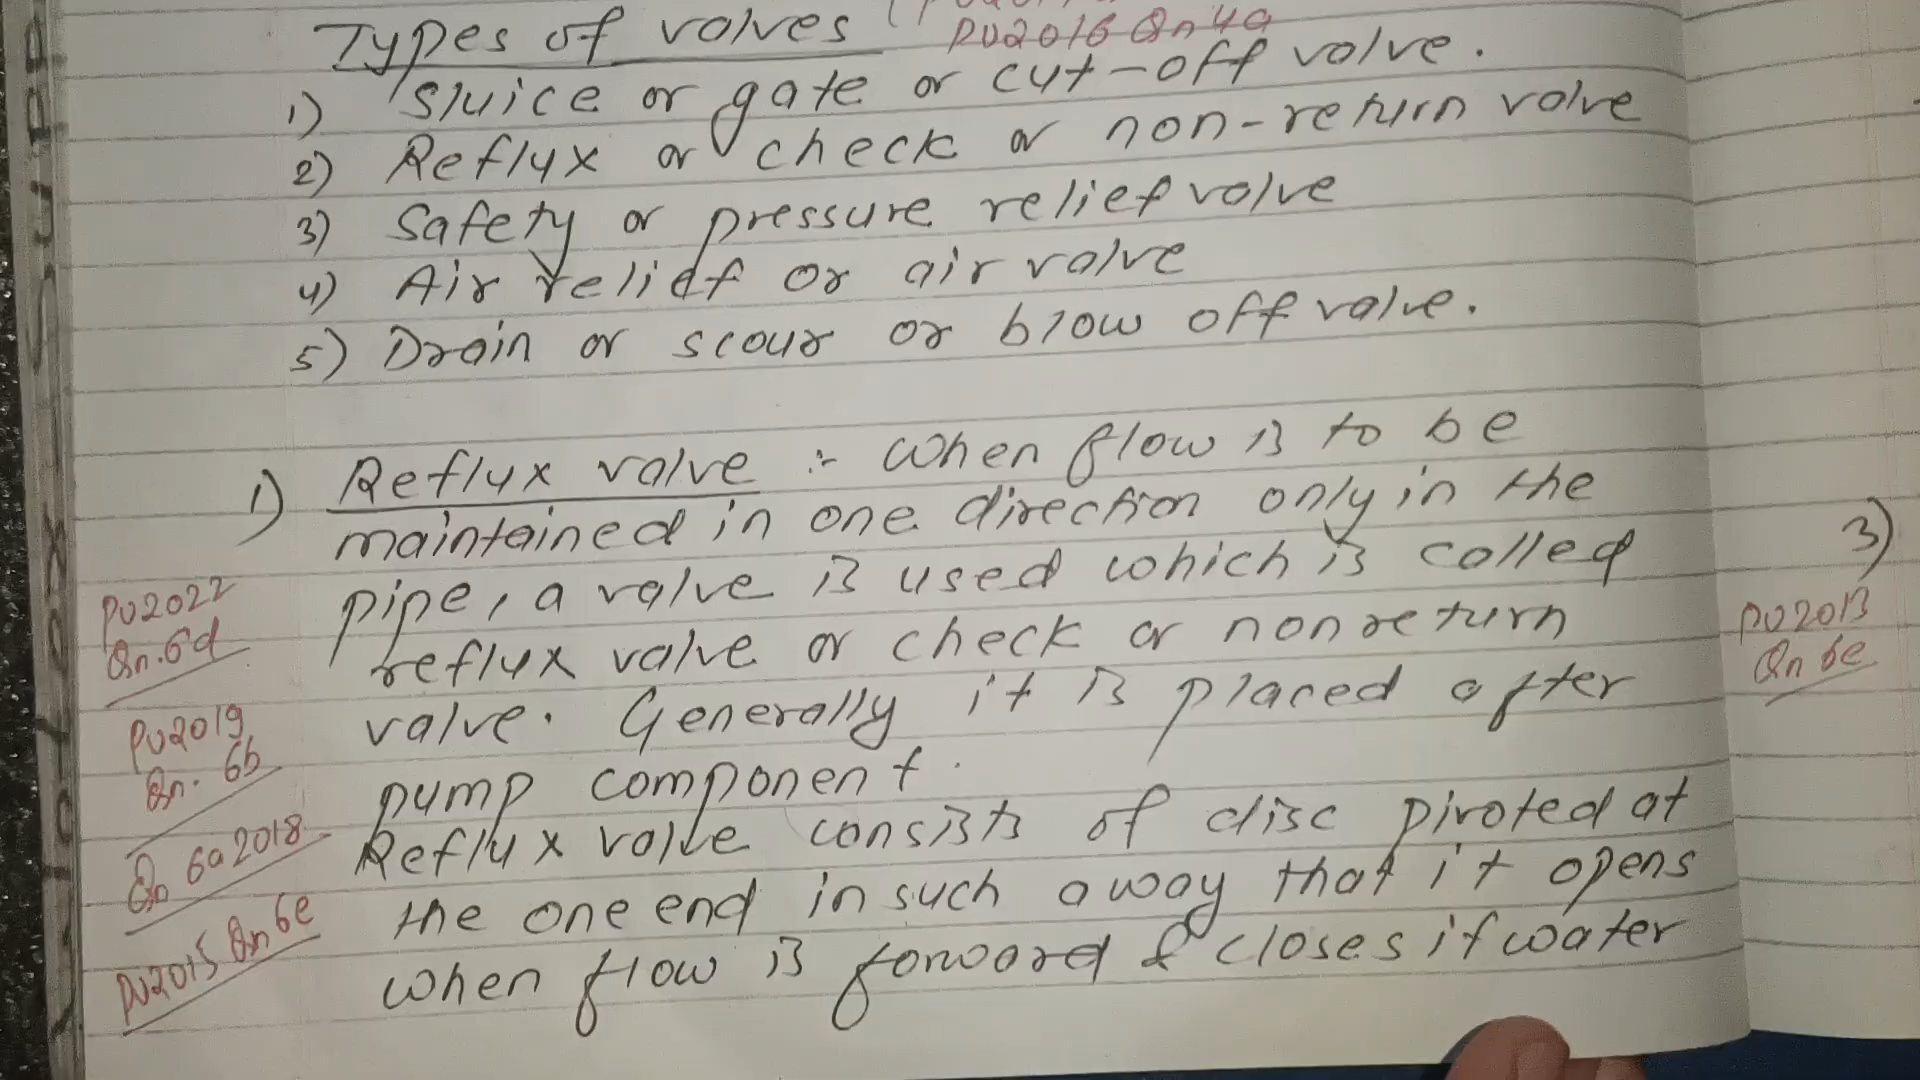 Types of valves
PU2016 Qn 4a
1) Sluice or gate or cut-off valve.
2) Reflux or check or non-return valve
3) Safety or pressure relief valve
4) Air relief or air valve
5) Drain or scour or blow off valve.
1) Reflux valve :- When flow is to be
maintained in one direction only in the
pipe, a valve is used which is called
reflux valve or check or non return
valve. Generally it is placed after
pump component.
Reflux valve consists of disc pivoted at
the one end in such a way that it opens
when flow is forward & closes if water
PU2022
Qn.6d
PU2019
Qn. 6b
Qn 6a 2018
PU2015 Qn 6e
3)
PU2013
Qn 6e